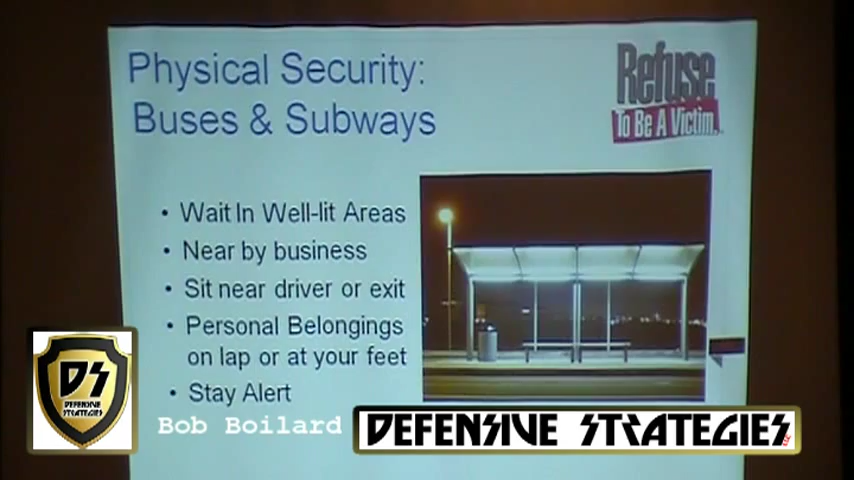 Physical Security:
Buses & Subways
Refuse
To Be A Victim.
• Wait In Well-lit Areas
• Near by business
• Sit near driver or exit
• Personal Belongings
on lap or at your feet
• Stay Alert
DS
DEFENSIVE
STRATEGIES
Bob Boilard
DEFENSIVE STRATEGIES